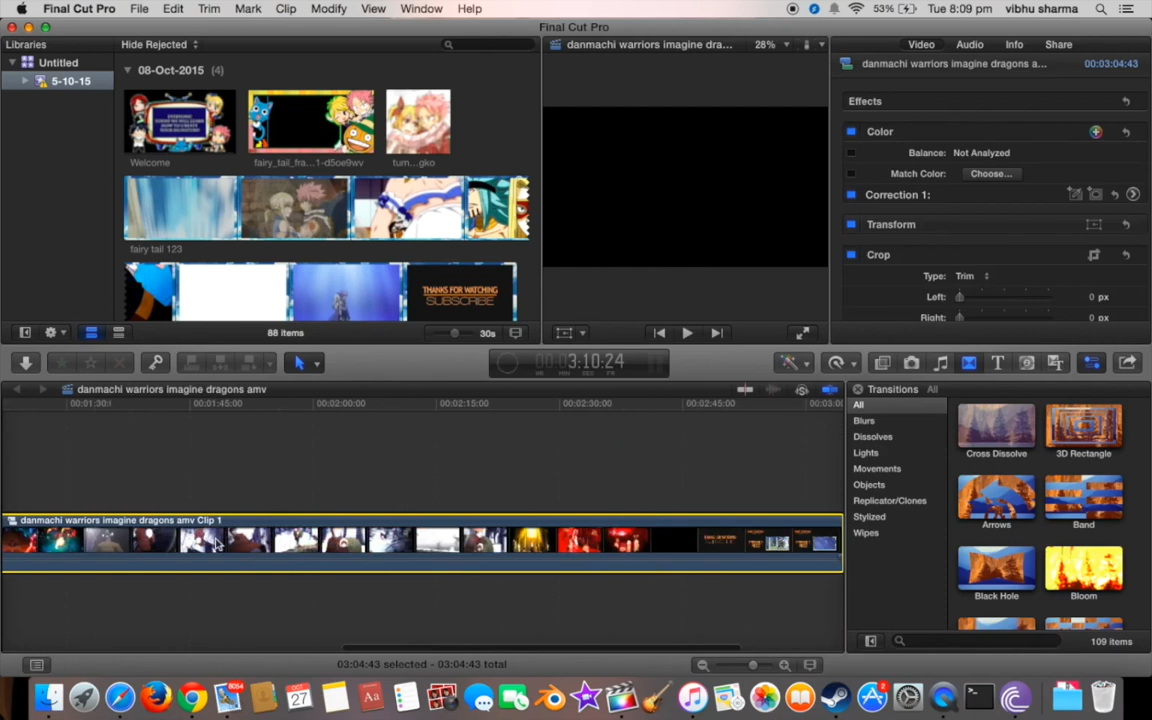 Final Cut Pro File Edit Trim Mark Clip Modify View Window Help 53% Tue 8:09 pm vibhu sharma
Final Cut Pro
Libraries Hide Rejected danmachi warriors imagine dra... 28% Video Audio Info Share
Untitled 08-Oct-2015 (4) danmachi warriors imagine dragons a... 00:03:04:43
5-10-15
Effects
Color
Balance: Not Analyzed
Welcome fairy_tail_fra...1-d5oe9wv tum...gko
Match Color: Choose...
Correction 1:
Transform
fairy tail 123
Crop
Type: Trim
THANKS FOR WATCHING
SUBSCRIBE
Left: 0 px
Right: 0 px
88 items 30s
3:10:24
danmachi warriors imagine dragons amv Transitions All
00:01:30:0 00:01:45:00 00:02:00:00 00:02:15:00 00:02:30:00 00:02:45:00 00:03:0
All
Blurs
Dissolves
Lights Cross Dissolve 3D Rectangle
Movements
Objects
Replicator/Clones
Stylized
Wipes
Arrows Band
danmachi warriors imagine dragons amv Clip 1
Black Hole Bloom
109 items
03:04:43 selected - 03:04:43 total
8054
OCT
27
2